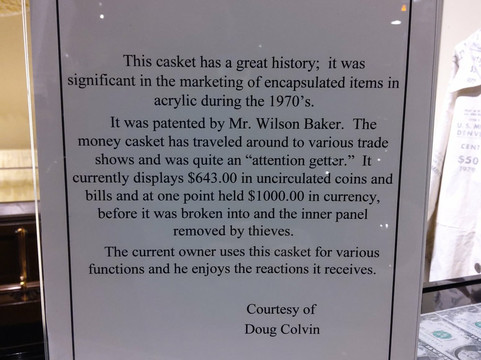 This casket has a great history;  it was
significant in the marketing of encapsulated items in
acrylic during the 1970's.
It was patented by Mr. Wilson Baker.  The
money casket has traveled around to various trade
shows and was quite an "attention getter."  It
currently displays $643.00 in uncirculated coins and
bills and at one point held $1000.00 in currency,
before it was broken into and the inner panel
removed by thieves.
The current owner uses this casket for various
functions and he enjoys the reactions it receives.
Courtesy of
Doug Colvin
U.S. M
DENV
CENT
$50